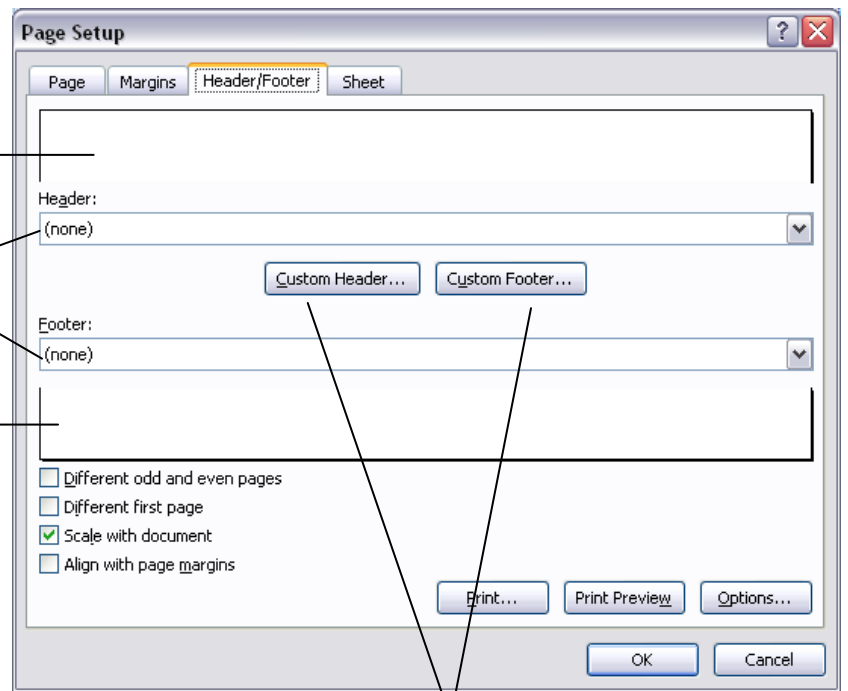 Page Setup
Page Margins Header/Footer Sheet
Header:
(none)
Custom Header... Custom Footer...
Footer:
(none)
Different odd and even pages
Different first page
Scale with document
Align with page margins
Print... Print Preview Options...
OK Cancel